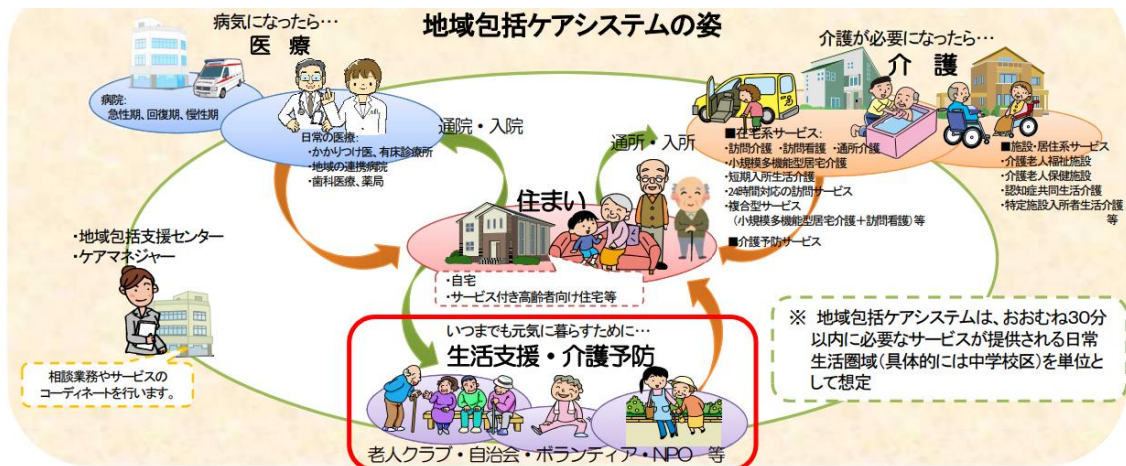 地域包括ケアシステムの姿
病気になったら…
医 療
病院:
急性期、回復期、慢性期
日常の医療:
・かかりつけ医、有床診療所
・地域の連携病院
・歯科医療、薬局
通院・入院
介護が必要になったら…
介 護
通所・入所
■在宅系サービス:
・訪問介護 ・訪問看護 ・通所介護
・小規模多機能型居宅介護
・短期入所生活介護
・24時間対応の訪問サービス
・複合型サービス
(小規模多機能型居宅介護+訪問看護)等
■介護予防サービス
■施設・居住系サービス
・介護老人福祉施設
・介護老人保健施設
・認知症共同生活介護
・特定施設入所者生活介護
等
住まい
・自宅
・サービス付き高齢者向け住宅等
・地域包括支援センター
・ケアマネジャー
相談業務やサービスの
コーディネートを行います。
いつまでも元気に暮らすために…
生活支援・介護予防
老人クラブ・自治会・ボランティア・NPO 等
※ 地域包括ケアシステムは、おおむね30分
以内に必要なサービスが提供される日常
生活圏域(具体的には中学校区)を単位と
して想定